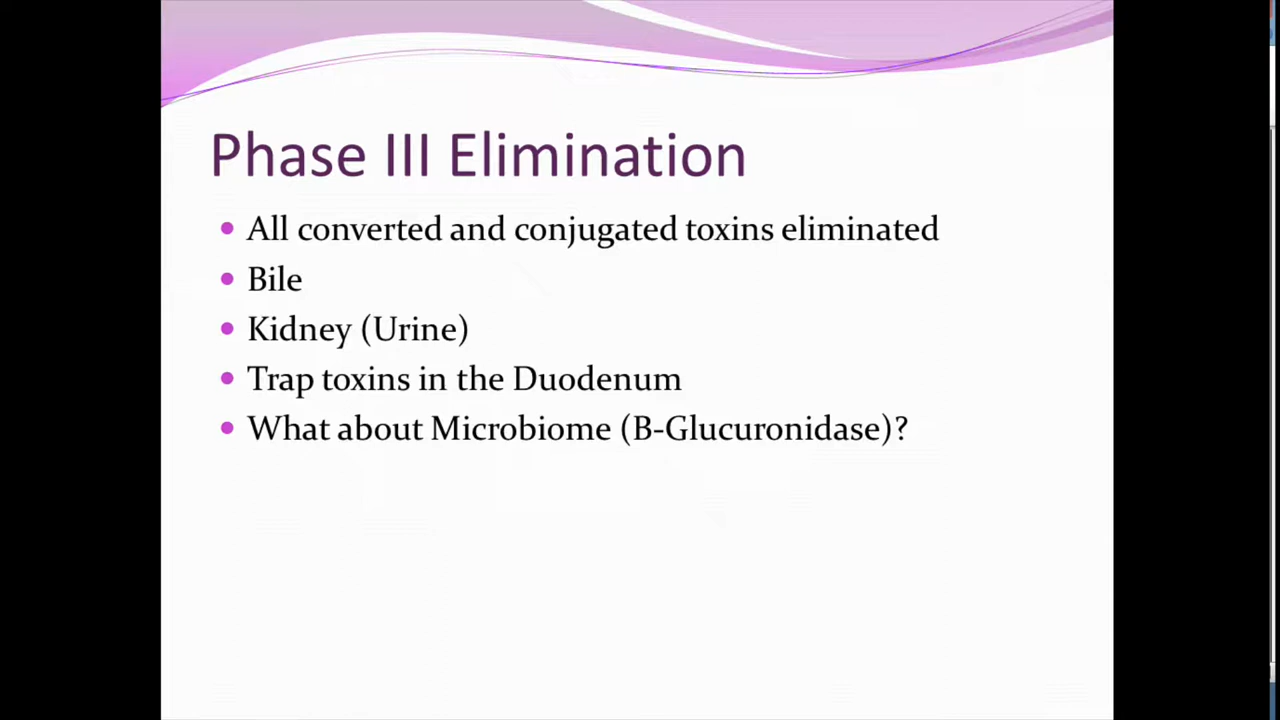 Phase III Elimination
All converted and conjugated toxins eliminated
Bile
Kidney (Urine)
Trap toxins in the Duodenum
What about Microbiome (B-Glucuronidase)?